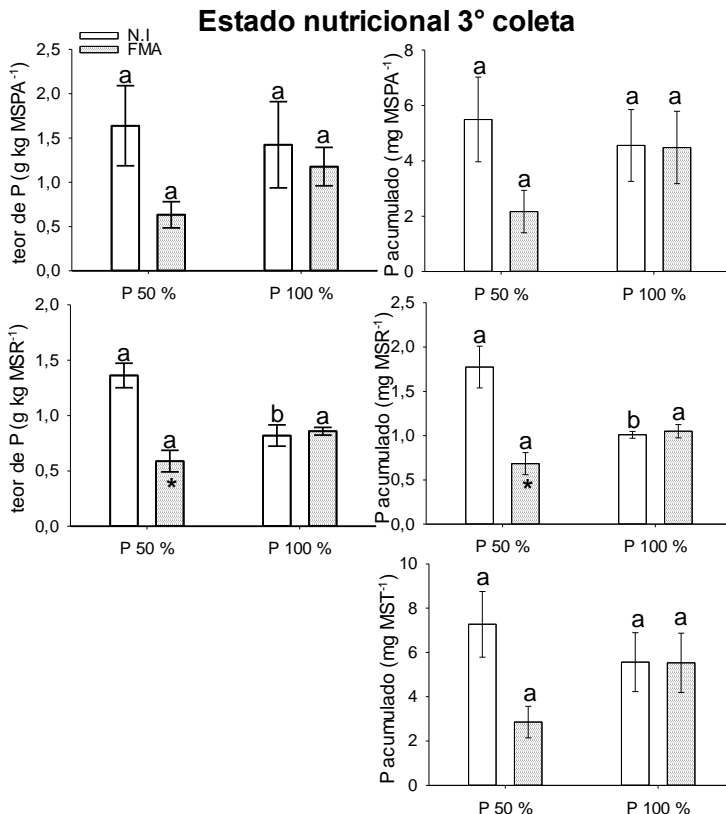 Estado nutricional 3° coleta
N.I
FMA
teor de P (g kg MSPA⁻¹)
2,5
2,0
1,5
1,0
0,5
0,0
a
a
a
a
P 50 %
P 100 %
P acumulado (mg MSPA⁻¹)
8
6
4
2
0
a
a
a
a
P 50 %
P 100 %
teor de P (g kg MSR⁻¹)
2,0
1,5
1,0
0,5
0,0
a
a
*
b
a
P 50 %
P 100 %
P acumulado (mg MSR⁻¹)
2,5
2,0
1,5
1,0
0,5
0,0
a
a
*
b
a
P 50 %
P 100 %
P acumulado (mg MST⁻¹)
10
8
6
4
2
0
a
a
a
a
P 50 %
P 100 %